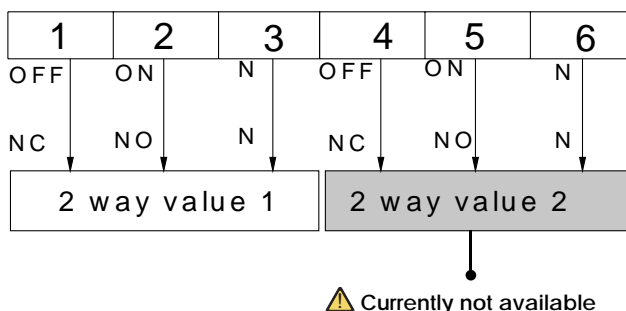 1 2 3 4 5 6
OFF ON N OFF ON N
NC NO N NC NO N
2 way value 1 2 way value 2
Currently not available